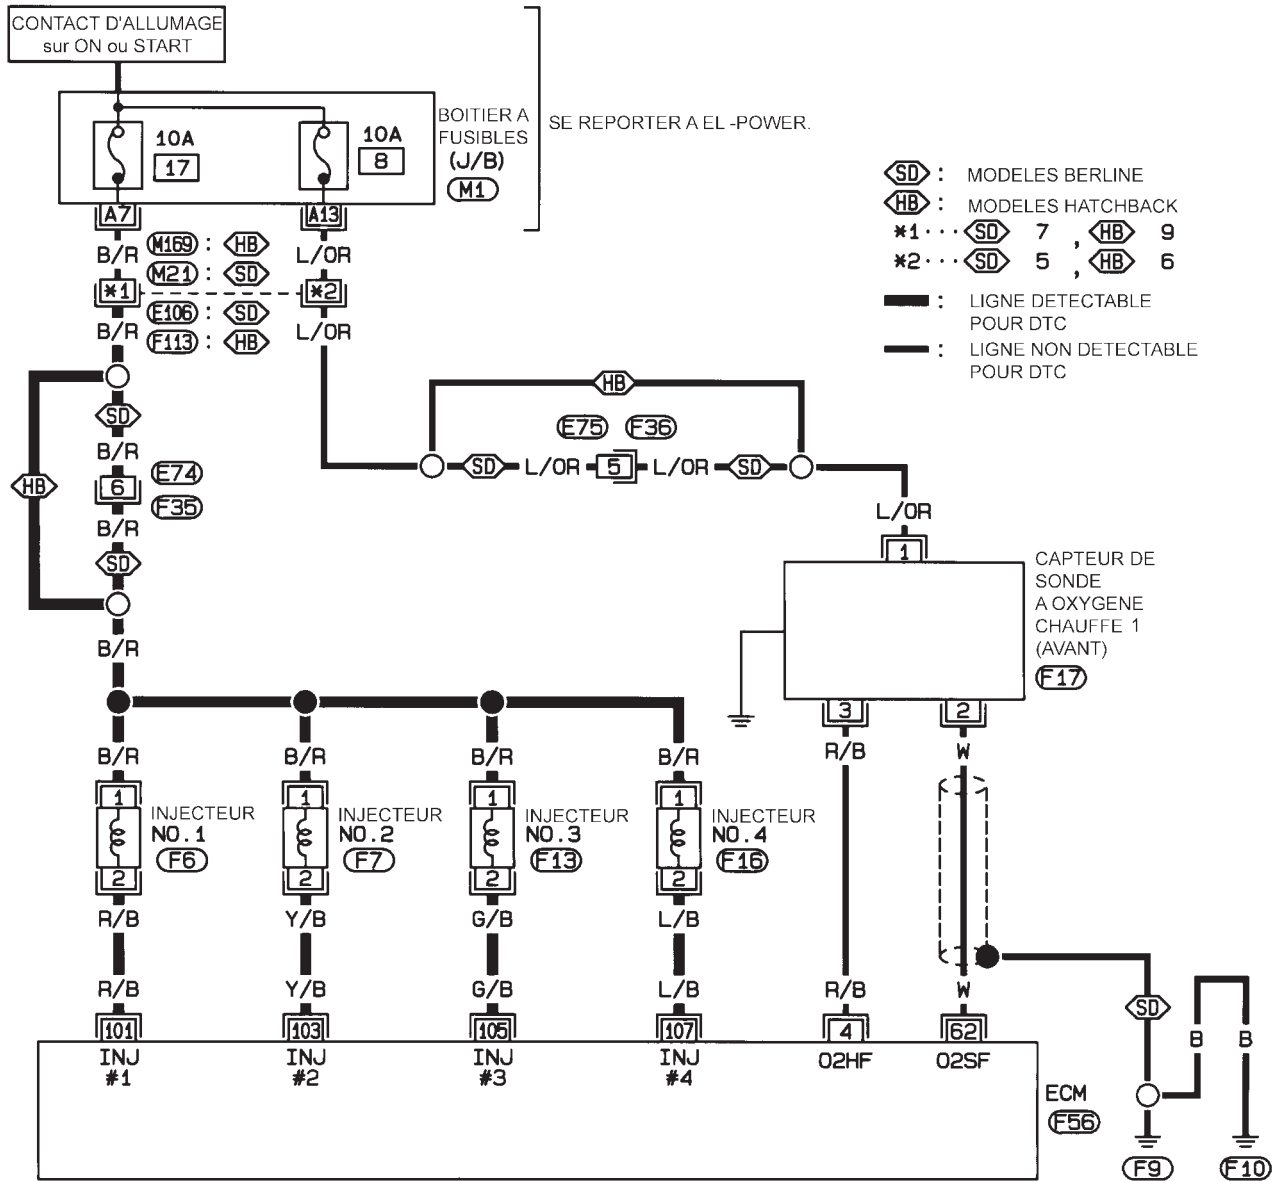 CONTACT D'ALLUMAGE
sur ON ou START
10A
17
10A
8
BOITIER A
FUSIBLES
(J/B)
M1
SE REPORTER A EL -POWER.
SD : MODELES BERLINE
HB : MODELES HATCHBACK
*1 ··· SD 7 , HB 9
*2 ··· SD 5 , HB 6
: LIGNE DETECTABLE
POUR DTC
: LIGNE NON DETECTABLE
POUR DTC
A7
A13
B/R
M169 : HB
L/OR
M21 : SD
*1
*2
E106 : SD
B/R
F113 : HB
L/OR
SD
HB
B/R
E75 F36
SD L/OR 5 L/OR SD
E74
6
HB
F35
B/R
L/OR
SD
1
CAPTEUR DE
SONDE
A OXYGENE
CHAUFFE 1
(AVANT)
F17
B/R
3
2
R/B
W
B/R B/R B/R B/R
1 1 1 1
INJECTEUR
NO.1
F6
INJECTEUR
NO.2
F7
INJECTEUR
NO.3
F13
INJECTEUR
NO.4
F16
2 2 2 2
R/B Y/B G/B L/B
R/B Y/B G/B L/B R/B W
SD
B B
101 103 105 107 4 62
INJ
#1
INJ
#2
INJ
#3
INJ
#4
O2HF
O2SF
ECM
F56
F9
F10